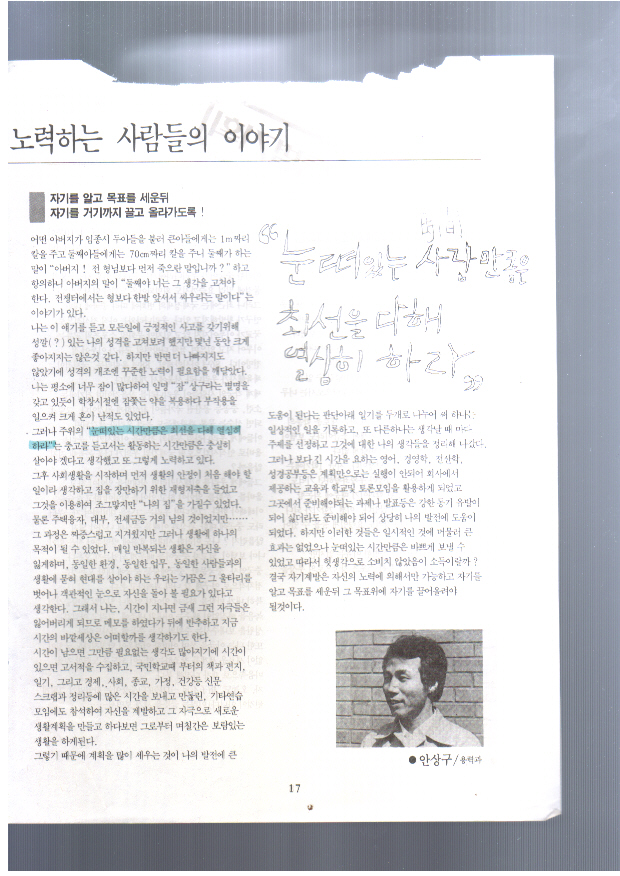 노력하는 사람들의 이야기
자기를 알고 목표를 세운뒤
자기를 거기까지 끌고 올라가도록 !
어떤 아버지가 임종시 두아들을 불러 큰아들에게는 1m짜리
칼을 주고 둘째아들에게는 70cm짜리 칼을 주니 둘째가 하는
말이 “아버지 ! 전 형님보다 먼저 죽으란 말입니까?” 하고
항의하니 아버지의 말이 “둘째야 너는 그 생각을 고쳐야
한다. 전쟁터에서는 형보다 한발 앞서서 싸우라는 말이다”는
이야기가 있다.
나는 이 얘기를 듣고 모든일에 긍정적인 사고를 갖기위해
성깔(?) 있는 나의 성격을 고쳐보려 했지만 몇년 동안 크게
좋아지지는 않은것 같다. 하지만 반면 더 나빠지지도
않았기에 성격의 개조엔 꾸준한 노력이 필요함을 깨닫았다.
나는 평소에 너무 잠이 많다하여 일명 “잠” 상구라는 별명을
갖고 있듯이 학창시절엔 잠쫓는 약을 복용하다 부작용을
일으켜 크게 혼이 난적도 있었다.
그러나 주위의 “눈떠있는 시간만큼은 최선을 다해 열심히
하라”는 충고를 듣고서는 활동하는 시간만큼은 충실히
살아야 겠다고 생각했고 또 그렇게 노력하고 있다.
그후 사회생활을 시작하며 먼저 생활의 안정이 처음 해야 할
일이라 생각하고 집을 장만하기 위한 재형저축을 들었고
그것을 이용하여 조그맣지만 “나의 집”을 가질수 있었다.
물론 주택융자, 대부, 전세금등 거의 남의 것이었지만……
그 과정은 짜증스럽고 지겨웠지만 그러나 생활에 하나의
목적이 될 수 있었다. 매일 반복되는 생활은 자신을
잃게하며, 동일한 환경, 동일한 업무, 동일한 사람들과의
생활에 묻혀 현대를 살아야 하는 우리는 가끔은 그 울타리를
벗어나 객관적인 눈으로 자신을 돌아 볼 필요가 있다고
생각한다. 그래서 나는, 시간이 지나면 금새 그런 자극들은
잃어버리게 되므로 메모를 하였다가 뒤에 반추하고 지금
시간의 바깥세상은 어떠할까를 생각하기도 한다.
시간이 남으면 그만큼 필요없는 생각도 많아지기에 시간이
있으면 고서적을 수집하고, 국민학교때 부터의 책과 편지,
일기, 그리고 경제, 사회, 종교, 가정, 건강등 신문
스크랩과 정리등에 많은 시간을 보내고 만돌린, 기타연습
모임에도 참석하여 자신을 개발하고 그 자극으로 새로운
생활계획을 만들고 하다보면 그로부터 며칠간은 보람있는
생활을 하게된다.
그렇기 때문에 계획을 많이 세우는 것이 나의 발전에 큰
“눈 떠있는 사랑만큼은
최선을 다해
열심히 하라”
도움이 된다는 판단아래 일기를 두개로 나누어 써 하나는
일상적인 일을 기록하고, 또 다른하나는 생각날 때 마다
주제를 선정하고 그것에 대한 나의 생각들을 정리해 나갔다.
그러나 보다 긴 시간을 요하는 영어, 경영학, 전산학,
성경공부등은 계획만으로는 실행이 안되어 회사에서
제공하는 교육과 학교및 토론모임을 활용하게 되었고
그곳에서 준비해야되는 과제나 발표등은 강한 동기 유발이
되어 싫더라도 준비해야 되어 상당히 나의 발전에 도움이
되었다. 하지만 이러한 것들은 일시적인 것에 머물러 큰
효과는 없었으나 눈떠있는 시간만큼은 바쁘게 보낼 수
있었고 따라서 헛생각으로 소비치 않았음이 소득이랄까?
결국 자기계발은 자신의 노력에 의해서만 가능하고 자기를
알고 목표를 세운뒤 그 목표위에 자기를 끌어올려야
될것이다.
● 안상구/용력과
17